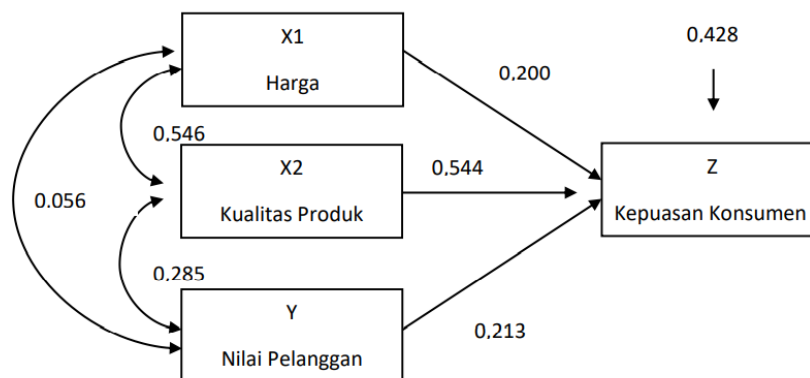 X1
Harga
0,428
0,200
0,546
X2
Kualitas Produk
0,544
Z
Kepuasan Konsumen
0.056
0,285
Y
Nilai Pelanggan
0,213